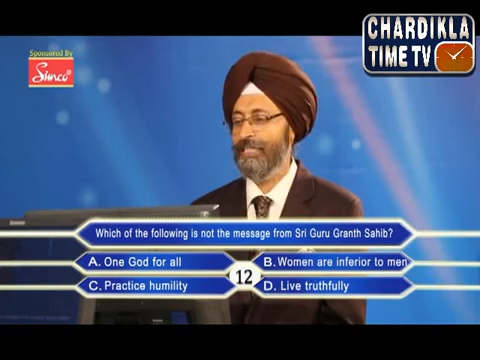 Sponsored By
Simco®
CHARDIKLA
TIME TV
Which of the following is not the message from Sri Guru Granth Sahib?
A. One God for all
B. Women are inferior to men
12
C. Practice humility
D. Live truthfully